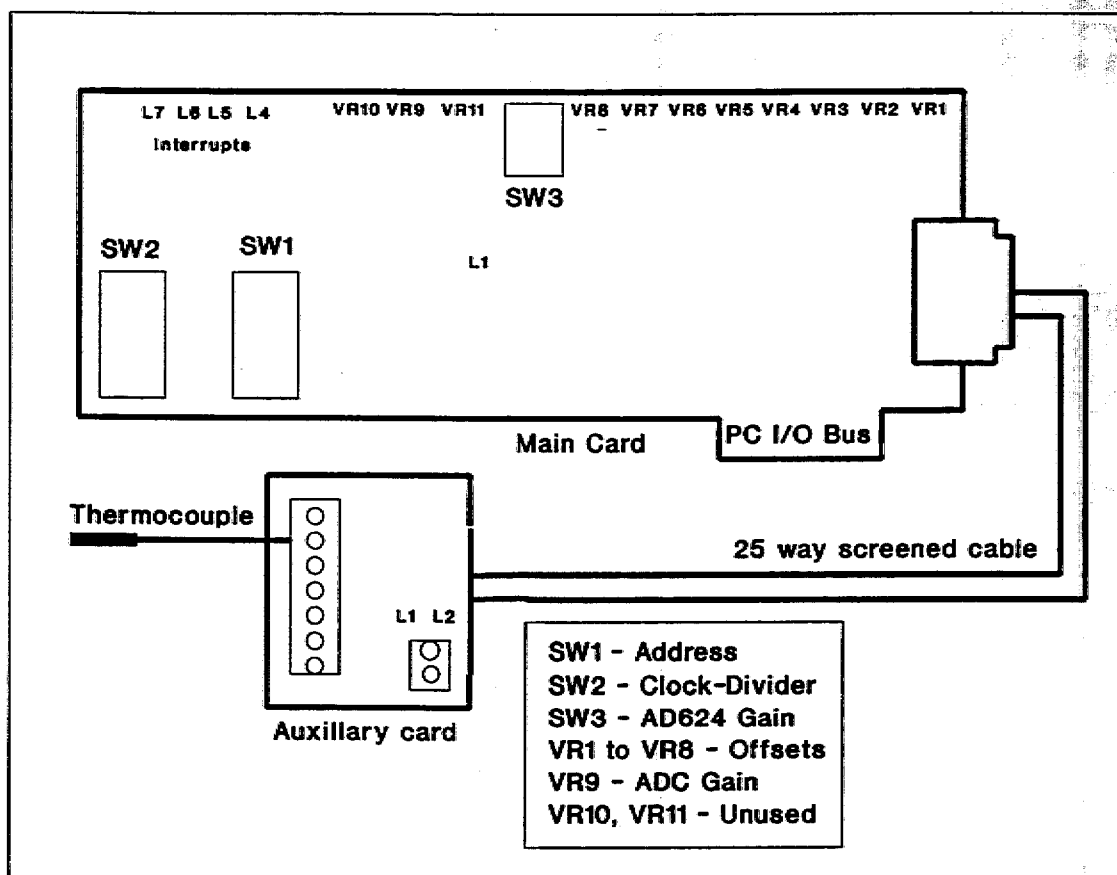 L7 L6 L5 L4
VR10 VR9 VR11
VR8 VR7 VR6 VR5 VR4 VR3 VR2 VR1
Interrupts
SW3
SW2
SW1
L1
Main Card
PC I/O Bus
Thermocouple
25 way screened cable
L1 L2
Auxillary card
SW1 - Address
SW2 - Clock-Divider
SW3 - AD624 Gain
VR1 to VR8 - Offsets
VR9 - ADC Gain
VR10, VR11 - Unused